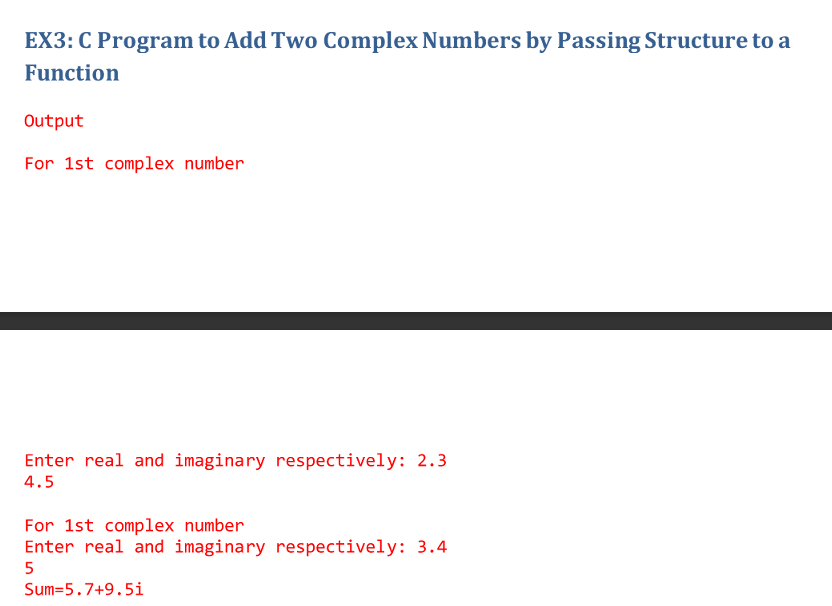 EX3: C Program to Add Two Complex Numbers by Passing Structure to a
Function
Output
For 1st complex number
Enter real and imaginary respectively: 2.3
4.5
For 1st complex number
Enter real and imaginary respectively: 3.4
5
Sum=5.7+9.5i